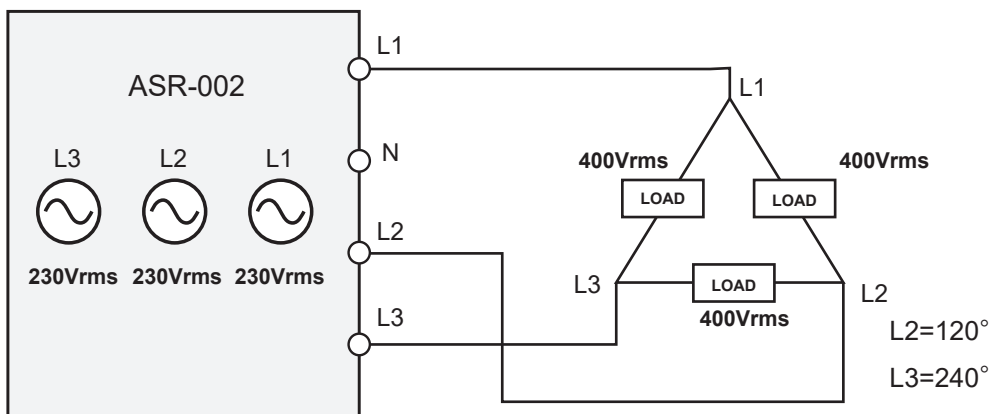 L1
ASR-002
L1
N
400Vrms
400Vrms
L3 L2 L1
LOAD
LOAD
L2
230Vrms 230Vrms 230Vrms
L3
LOAD
L2
L3
400Vrms
L2=120°
L3=240°